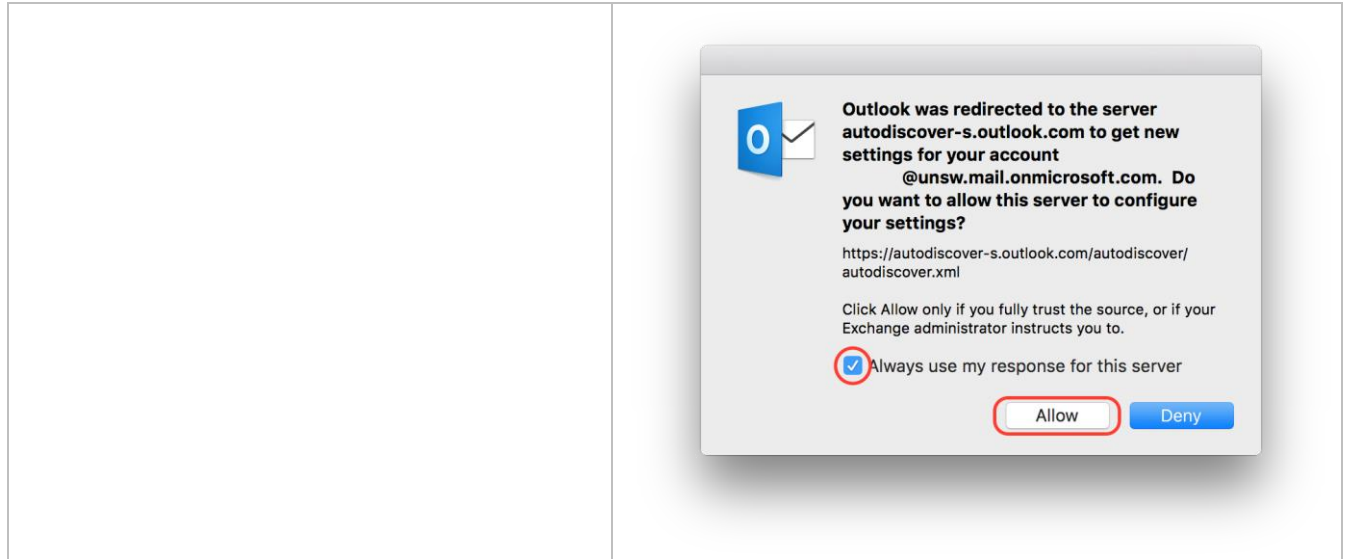 Outlook was redirected to the server
autodiscover-s.outlook.com to get new
settings for your account
@unsw.mail.onmicrosoft.com. Do
you want to allow this server to configure
your settings?
https://autodiscover-s.outlook.com/autodiscover/
autodiscover.xml
Click Allow only if you fully trust the source, or if your
Exchange administrator instructs you to.
Always use my response for this server
Allow Deny